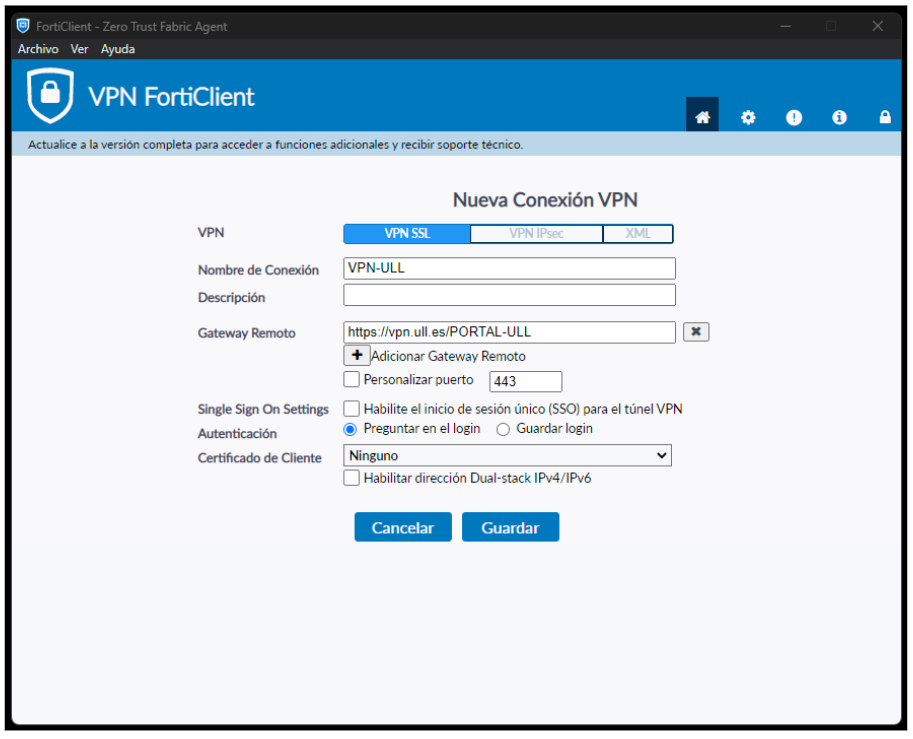 FortiClient - Zero Trust Fabric Agent
Archivo Ver Ayuda
VPN FortiClient
Actualice a la versión completa para acceder a funciones adicionales y recibir soporte técnico.
Nueva Conexión VPN
VPN VPN SSL VPN IPsec XML
Nombre de Conexión VPN-ULL
Descripción
Gateway Remoto https://vpn.ull.es/PORTAL-ULL
Adicionar Gateway Remoto
Personalizar puerto 443
Single Sign On Settings Habilite el inicio de sesión único (SSO) para el túnel VPN
Autenticación Preguntar en el login Guardar login
Certificado de Cliente Ninguno
Habilitar dirección Dual-stack IPv4/IPv6
Cancelar Guardar